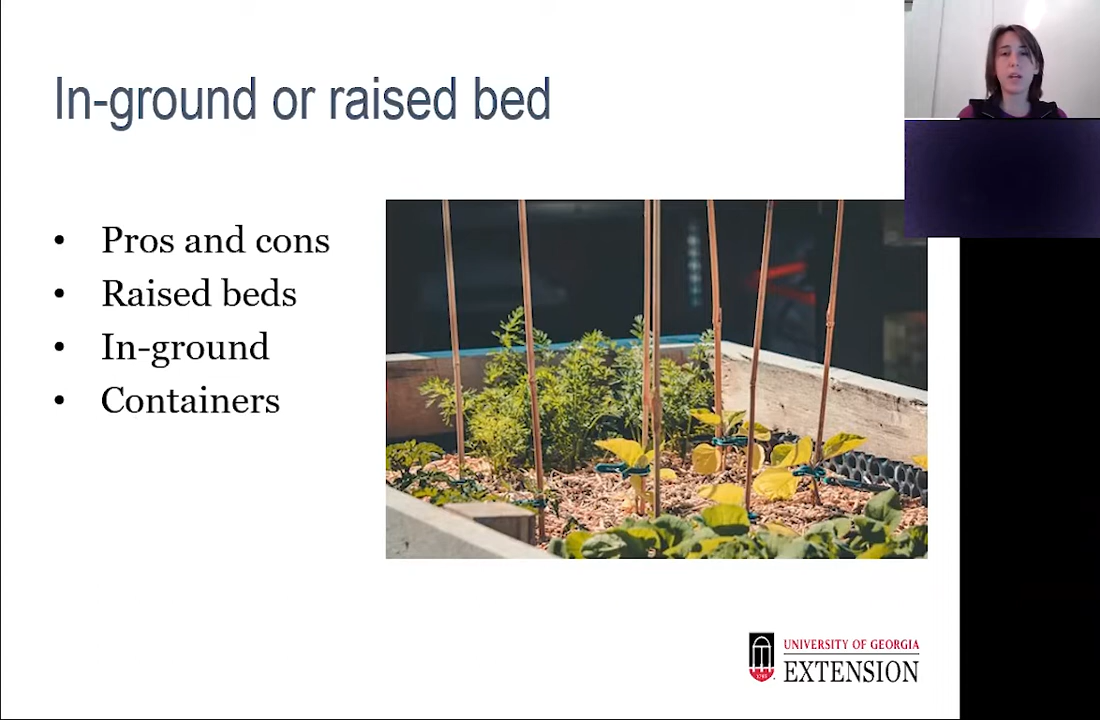 In-ground or raised bed
• Pros and cons
• Raised beds
• In-ground
• Containers
UNIVERSITY OF GEORGIA
EXTENSION